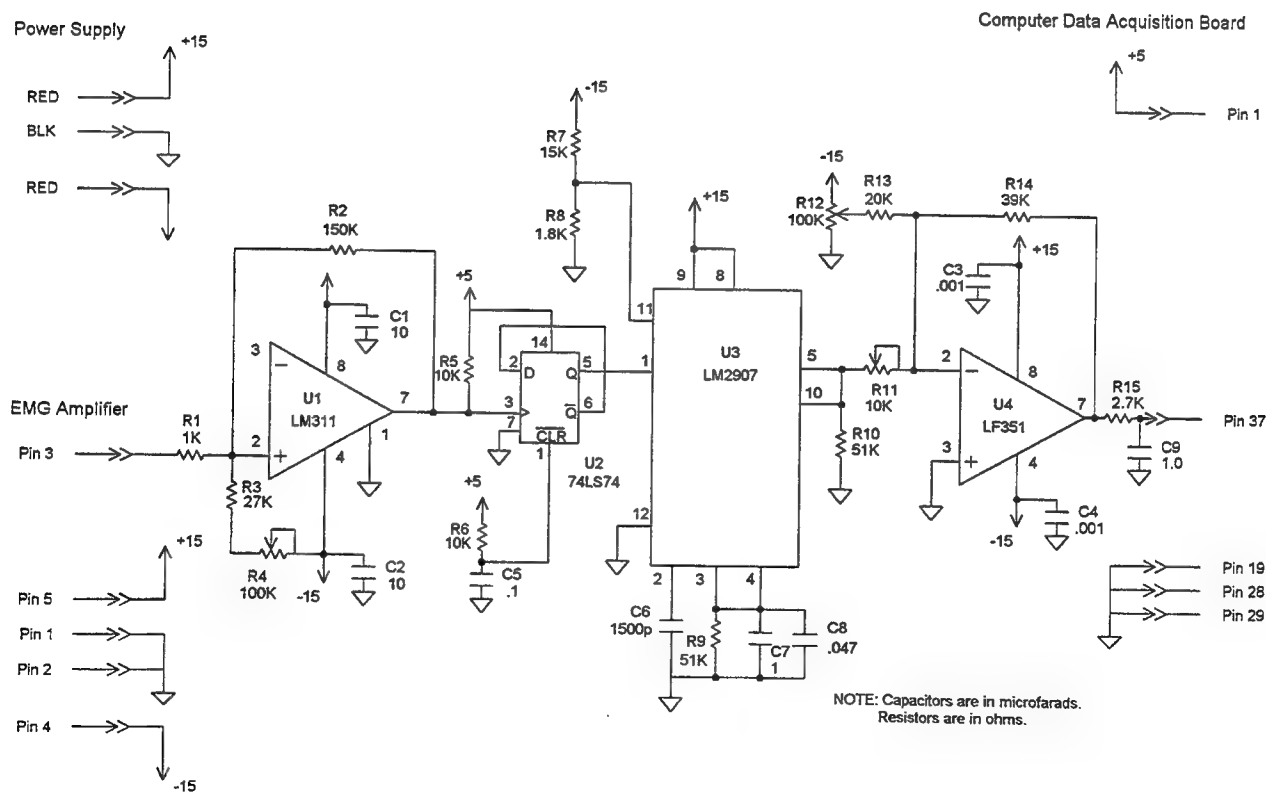 Power Supply
+15
RED
BLK
RED
Computer Data Acquisition Board
+5
Pin 1
-15
R7
15K
R8
1.8K
-15
R12
100K
R13
20K
R14
39K
+15
C3
.001
R2
150K
+15
9
8
11
1
U3
LM2907
5
10
12
2
3
4
C1
10
3
−
8
U1
LM311
7
2
+
4
1
+5
R5
10K
14
2
D
Q
5
3
>
Q
6
7
CLR
1
U2
74LS74
EMG Amplifier
Pin 3
R1
1K
R3
27K
R4
100K
-15
C2
10
+5
R6
10K
C5
.1
R11
10K
R10
51K
2
−
8
U4
LF351
7
3
+
4
R15
2.7K
Pin 37
C9
1.0
C4
.001
-15
+15
Pin 5
Pin 1
Pin 2
Pin 4
-15
C6
1500p
R9
51K
C7
1
C8
.047
Pin 19
Pin 28
Pin 29
NOTE: Capacitors are in microfarads.
Resistors are in ohms.